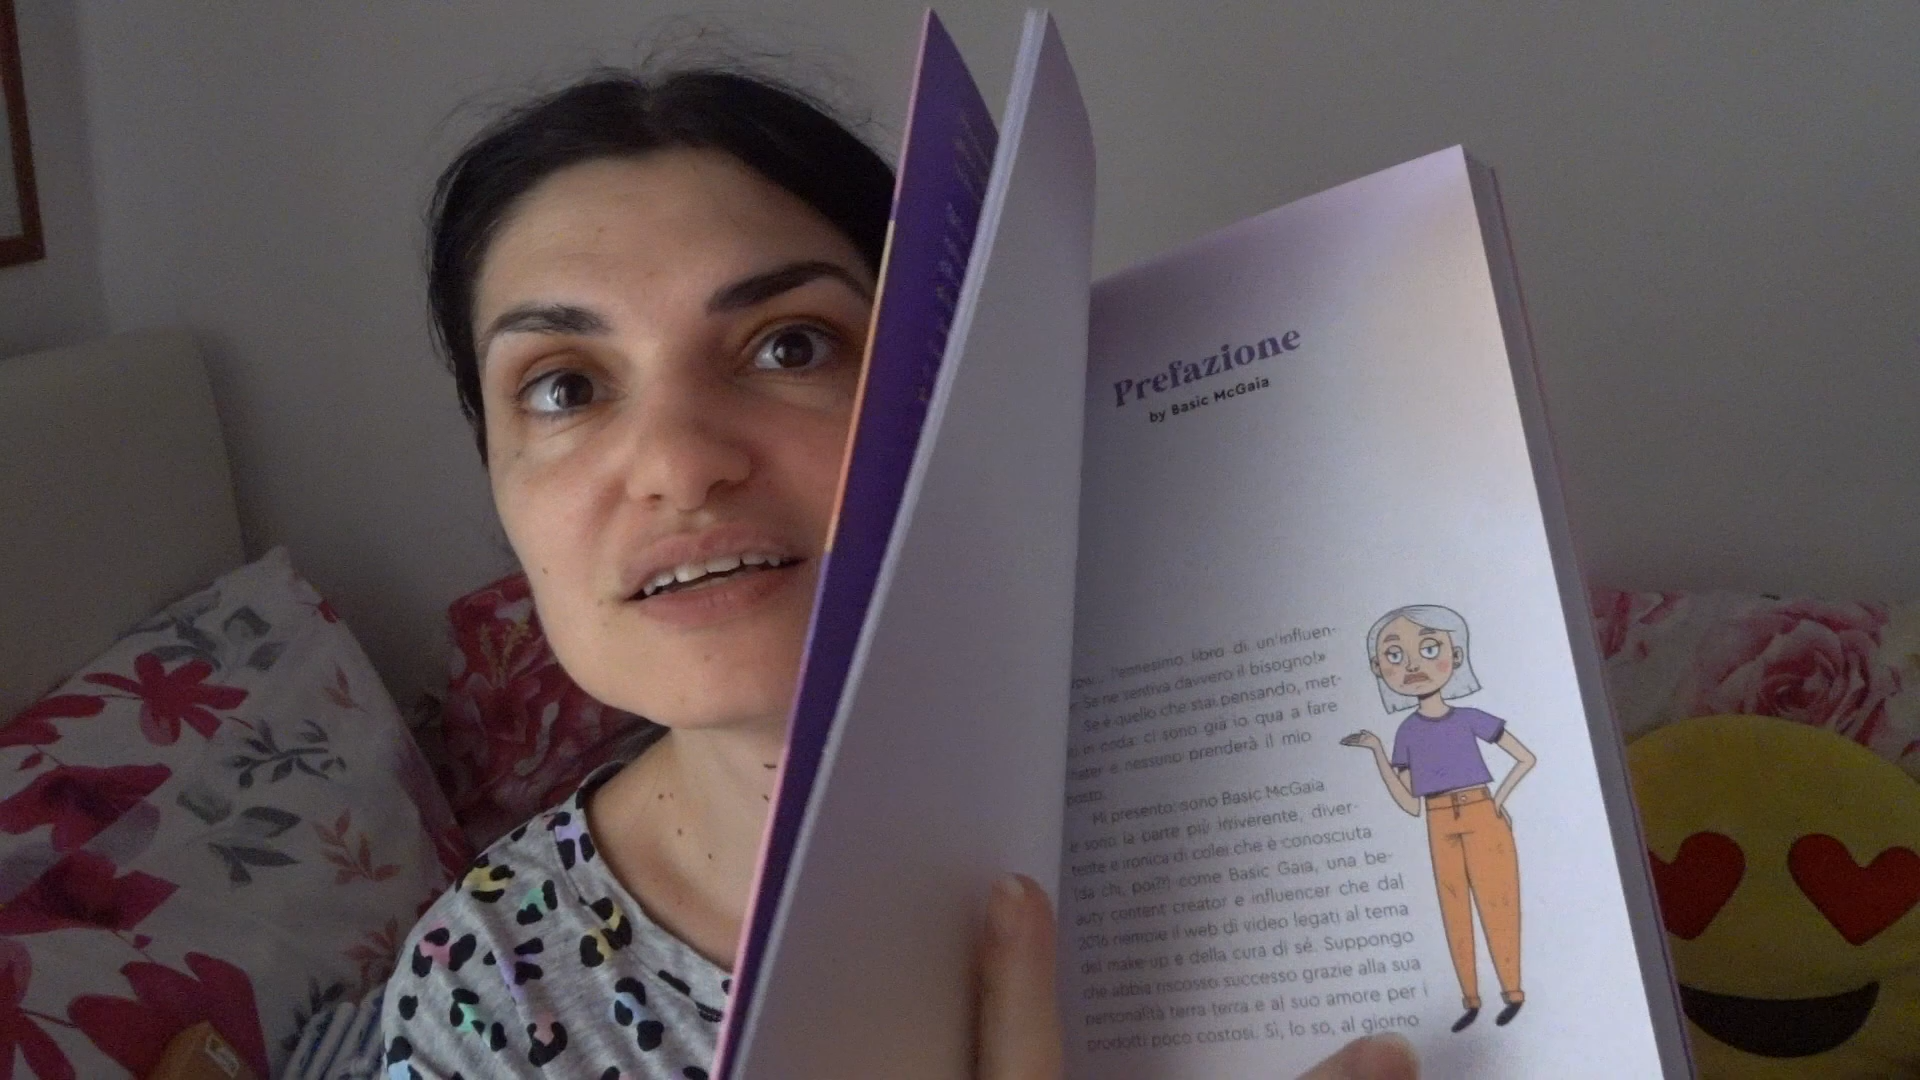 Prefazione
by Basic McGaia
l'ennesimo libro di un'influen-
Se ne sentiva davvero il bisogno!»
Se è quello che stai pensando, met-
in coda: ci sono già io qua a fare
hater e nessuno prenderà il mio
posto.
Mi presento: sono Basic McGaia
e sono la parte più irriverente, diver-
tente e ironica di colei che è conosciuta
(da chi, poi?) come Basic Gaia, una be-
auty content creator e influencer che dal
2016 riempie il web di video legati al tema
del make-up e della cura di sé. Suppongo
che abbia riscosso successo grazie alla sua
personalità terra terra e al suo amore per i
prodotti poco costosi. Sì, lo so, al giorno